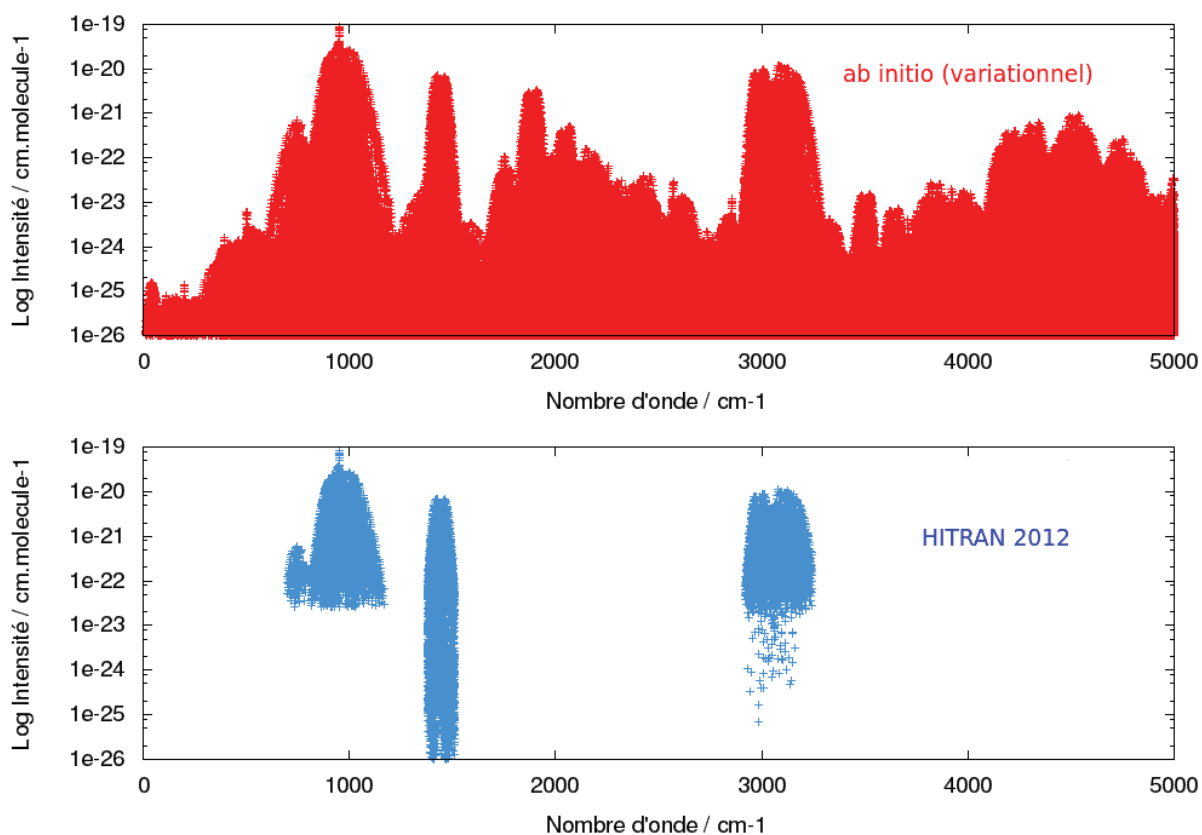 1e-19
1e-20
1e-21
1e-22
1e-23
1e-24
1e-25
1e-26
Log Intensité / cm.molecule-1
ab initio (variationnel)
0 1000 2000 3000 4000 5000
Nombre d'onde / cm-1
1e-19
1e-20
1e-21
1e-22
1e-23
1e-24
1e-25
1e-26
Log Intensité / cm.molecule-1
HITRAN 2012
0 1000 2000 3000 4000 5000
Nombre d'onde / cm-1